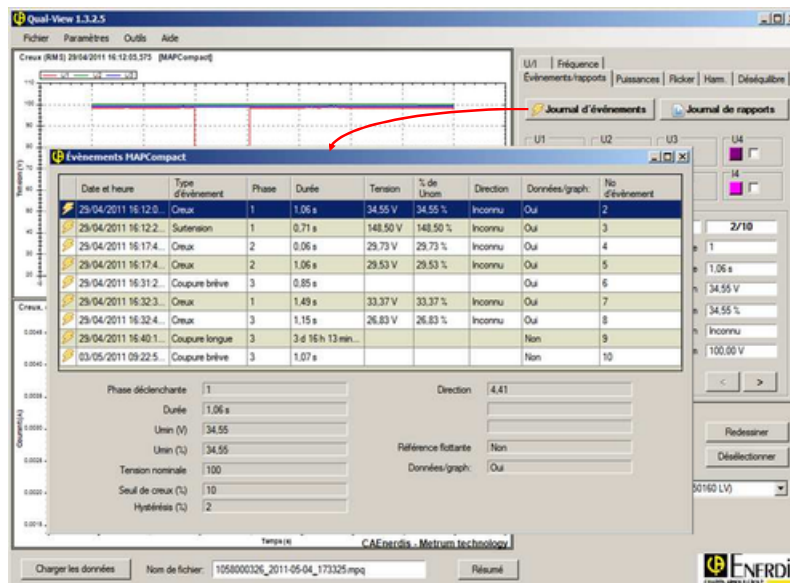 Qual-View 1.3.2.5
Fichier Paramètres Outils Aide
Creux (RMS) 29/04/2011 16:12:05,575 [MAPCompact]
U1 U2 U3
U/I Fréquence
Évènements/rapports Puissances Flicker Ham. Déséquilibre
Journal d'événements Journal de rapports
U1 U2 U3 U4
I4
Tension (V)
Évènements MAPCompact
Date et heure Type d'évènement Phase Durée Tension % de Unom Direction Données/graph: No d'évènement
29/04/2011 16:12:0... Creux 1 1,06 s 34,55 V 34,55 % Inconnu Oui 2
29/04/2011 16:12:2... Surtension 1 0,71 s 148,50 V 148,50 % Inconnu Oui 3
29/04/2011 16:17:4... Creux 2 0,06 s 29,73 V 29,73 % Inconnu Oui 4
29/04/2011 16:17:4... Creux 2 1,06 s 29,53 V 29,53 % Inconnu Oui 5
29/04/2011 16:31:2... Coupure brève 3 0,85 s Oui 6
29/04/2011 16:32:3... Creux 1 1,49 s 33,37 V 33,37 % Inconnu Oui 7
29/04/2011 16:32:4... Creux 3 1,15 s 26,83 V 26,83 % Inconnu Oui 8
29/04/2011 16:40:1... Coupure longue 3 3 d 16 h 13 min... Non 9
03/05/2011 09:22:5... Coupure brève 3 1,07 s Non 10
2/10
1
1,06 s
34,55 V
34,55 %
Inconnu
100,00 V
< >
Creux,
Courant(A)
Phase déclenchante 1 Direction 4,41
Durée 1,06 s
Umin (V) 34,55
Umin (%) 34,55 Référence flottante Non
Tension nominale 100 Données/graph: Oui
Seuil de creux (%) 10
Hystérésis (%) 2
Redessiner
Désélectionner
50160 LV)
Temps (s) CAEnerdis - Metrum technology
Charger les données Nom de fichier: 1058000326_2011-05-04_173325.mpq Résumé
ENERDI